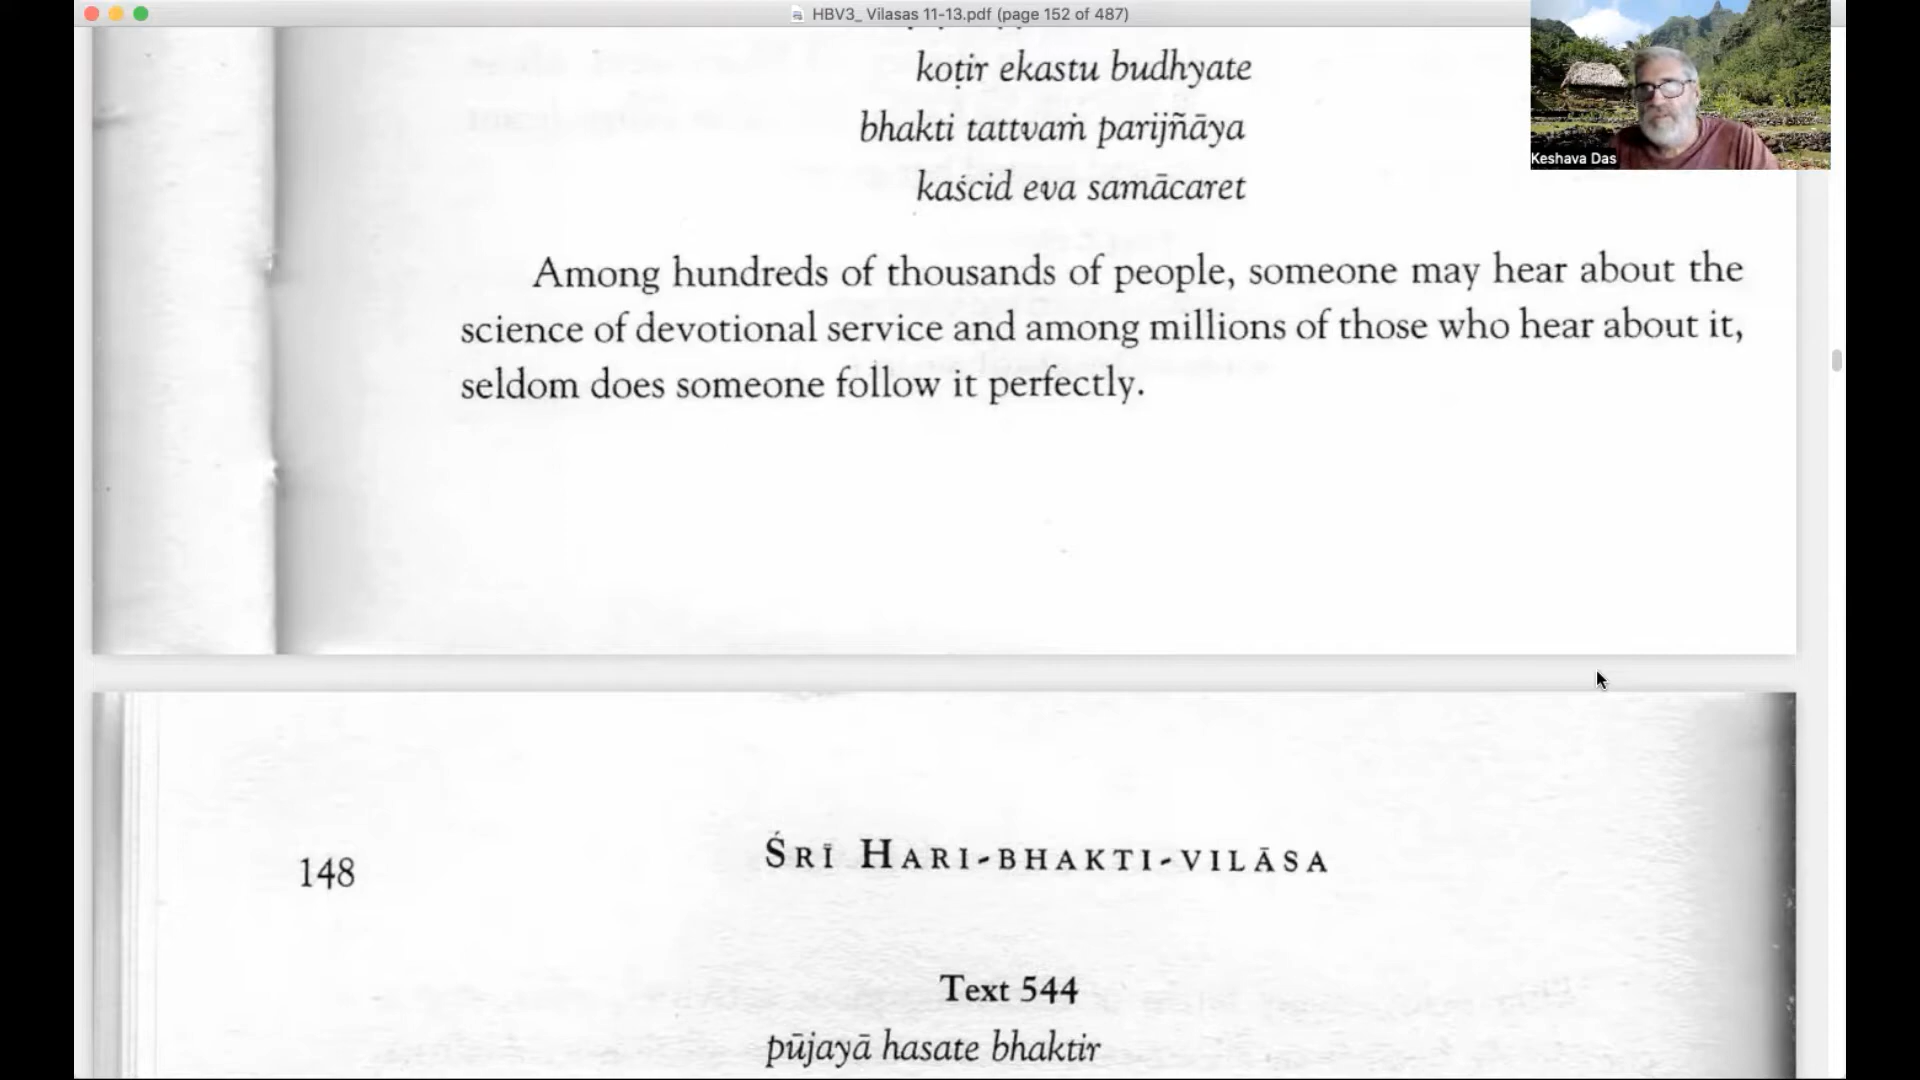 HBV3_ Vilasas 11-13.pdf (page 152 of 487)
koṭir ekastu budhyate
bhakti tattvaṁ parijñāya
kaścid eva samācaret
Keshava Das
Among hundreds of thousands of people, someone may hear about the
science of devotional service and among millions of those who hear about it,
seldom does someone follow it perfectly.
148
ŚRĪ HARI-BHAKTI-VILĀSA
Text 544
pūjayā hasate bhaktir